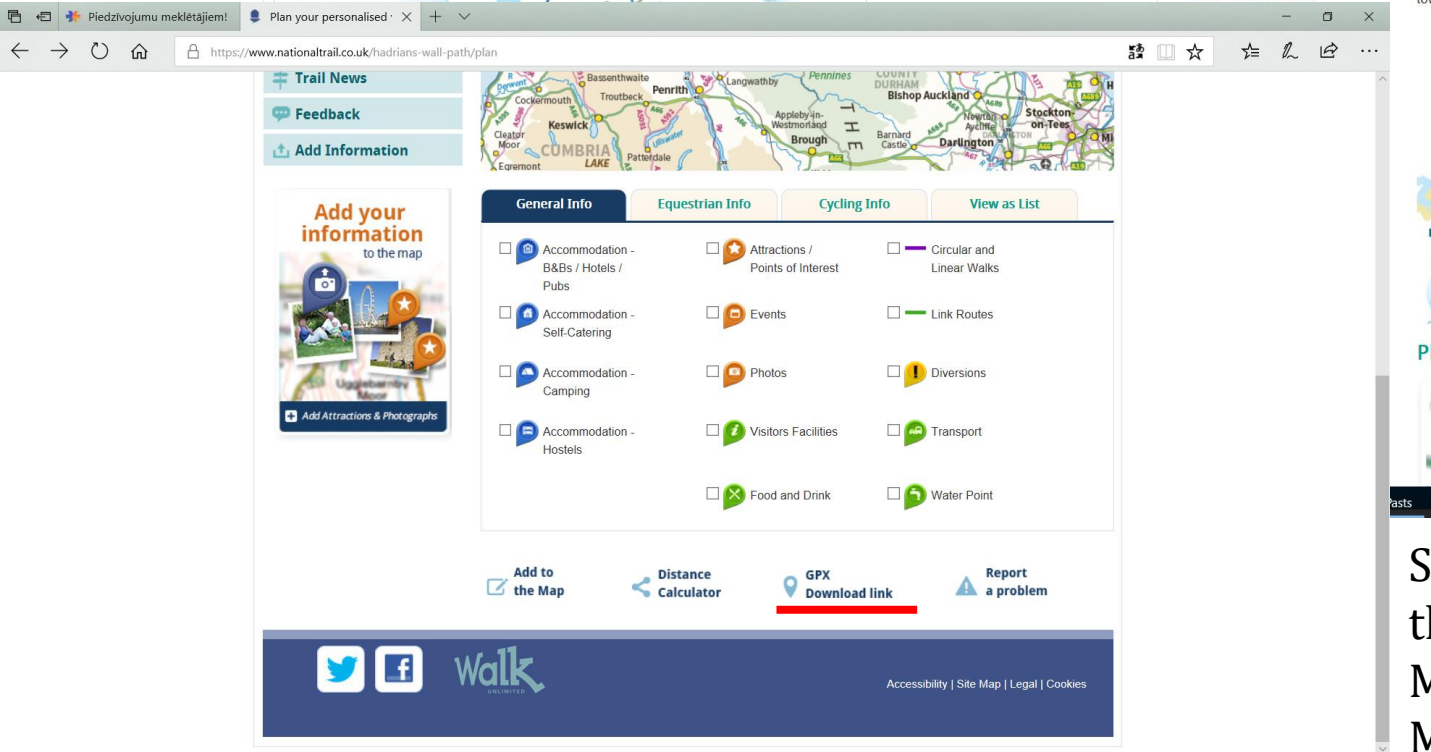 Piedzīvojumu meklētājiem!
Plan your personalised
https://www.nationaltrail.co.uk/hadrians-wall-path/plan
Trail News
Feedback
Add Information
Bassenthwaite
Langwathby
Pennines
COUNTY
DURHAM
Bishop Auckland
Cockermouth
Troutbeck
Penrith
Keswick
Appleby-in-
Westmorland
Newton
Aycliffe
Stockton-
on-Tees
Cleator
Moor
CUMBRIA
LAKE
Ullswater
Patterdale
Brough
Barnard
Castle
Darlington
Egremont
A66
Add your
information
to the map
Add Attractions & Photographs
General Info
Equestrian Info
Cycling Info
View as List
Accommodation -
B&Bs / Hotels /
Pubs
Attractions /
Points of Interest
Circular and
Linear Walks
Accommodation -
Self-Catering
Events
Link Routes
Accommodation -
Camping
Photos
Diversions
Accommodation -
Hostels
Visitors Facilities
Transport
Food and Drink
Water Point
Add to
the Map
Distance
Calculator
GPX
Download link
Report
a problem
Walk
UNLIMITED
Accessibility | Site Map | Legal | Cookies